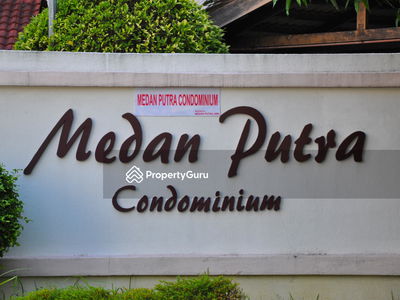 MEDAN PUTRA CONDOMINIUM
Medan Putra
PropertyGuru
Condominium